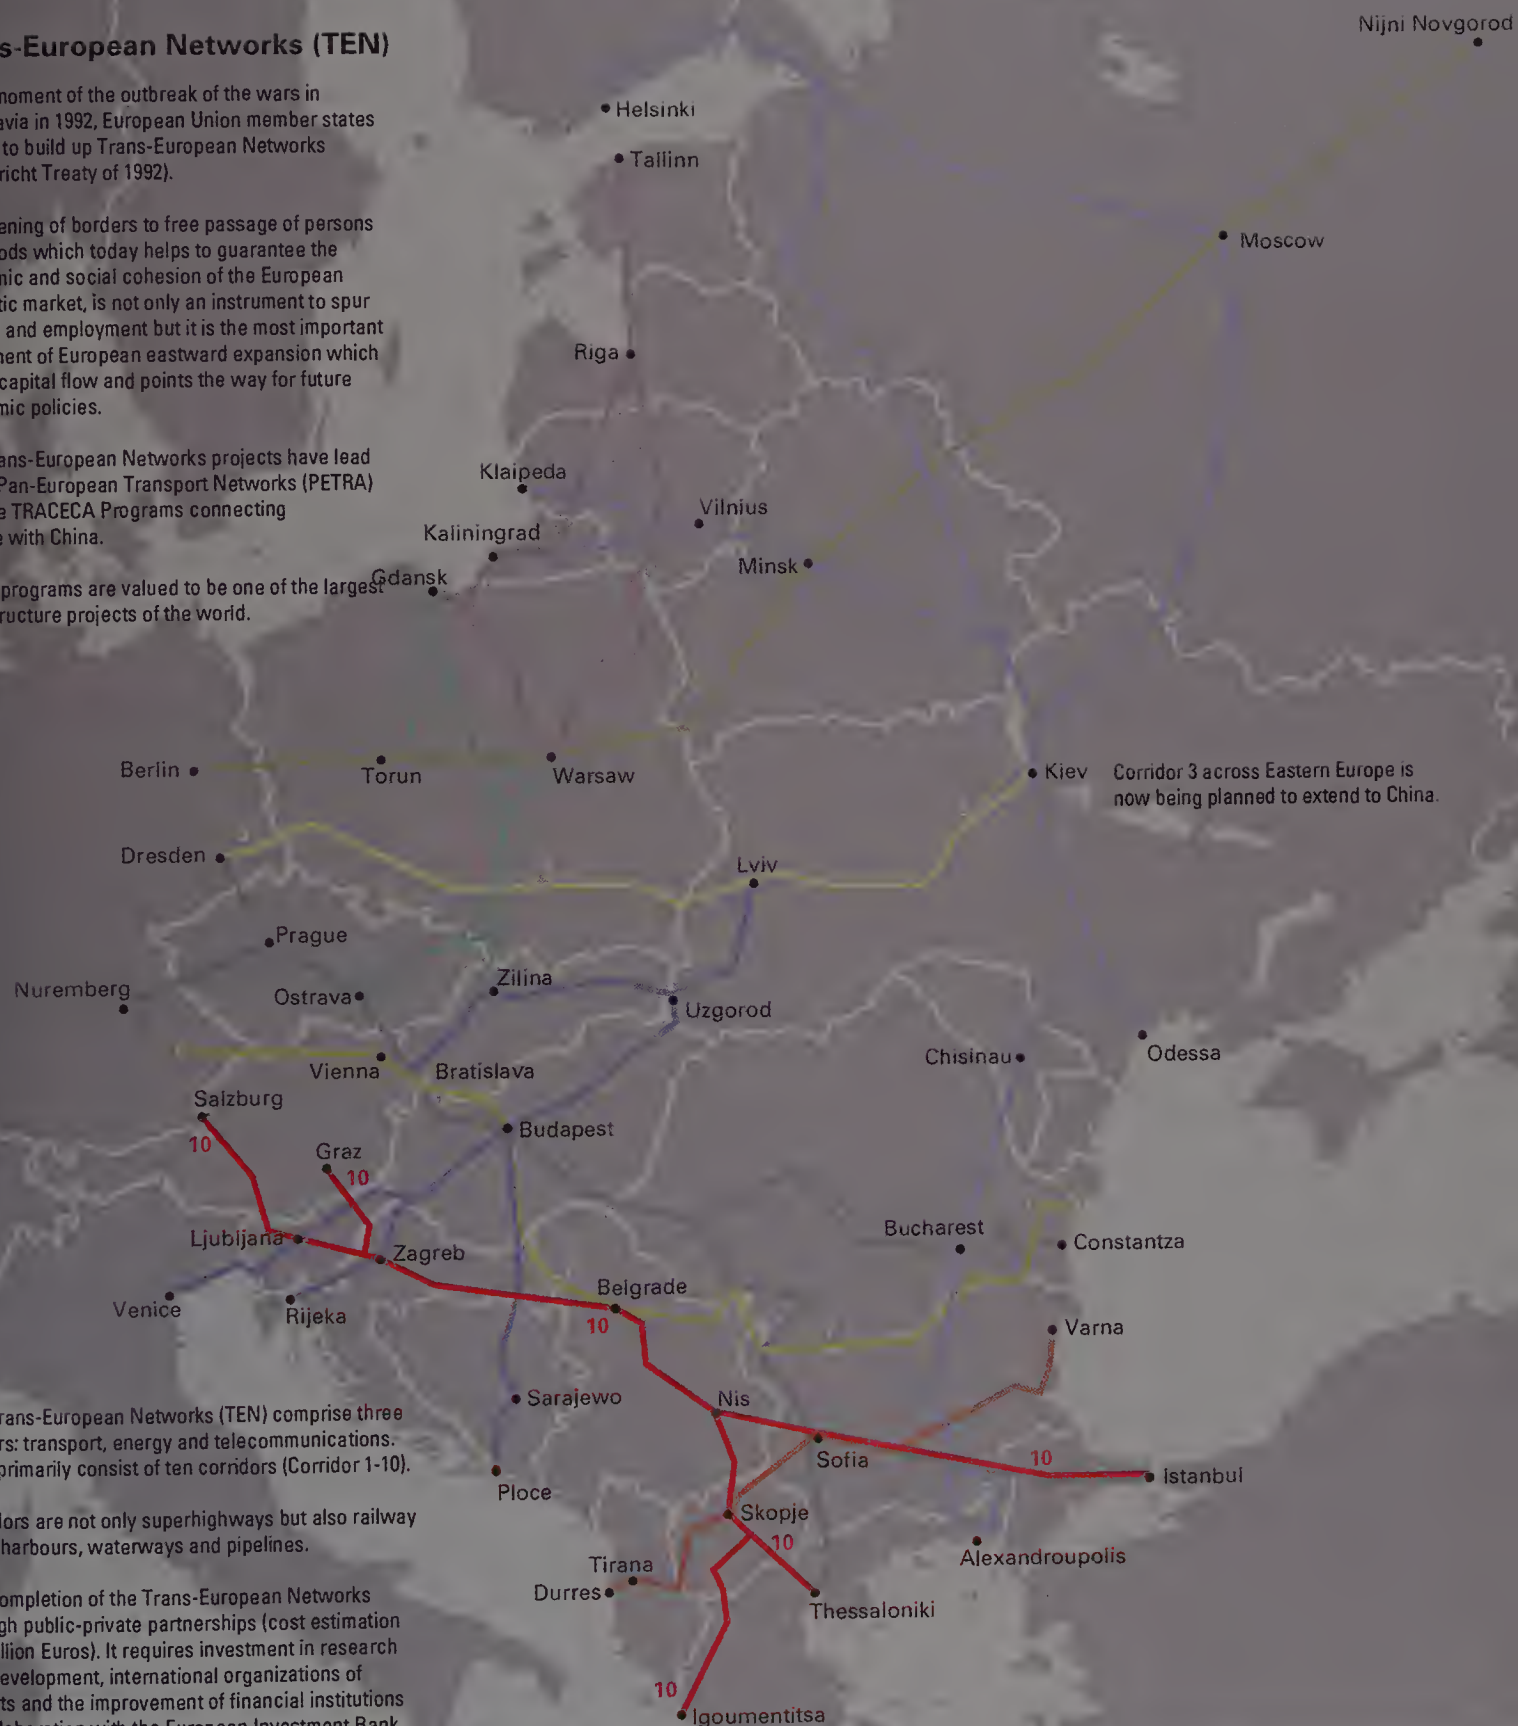 s-European Networks (TEN)
noment of the outbreak of the wars in
avia in 1992, European Union member states
to build up Trans-European Networks
richt Treaty of 1992).
ening of borders to free passage of persons
ods which today helps to guarantee the
nic and social cohesion of the European
tic market, is not only an instrument to spur
and employment but it is the most important
nent of European eastward expansion which
capital flow and points the way for future
nic policies.
ans-European Networks projects have lead
Pan-European Transport Networks (PETRA)
e TRACECA Programs connecting
e with China.
programs are valued to be one of the largest
ructure projects of the world.
Nijni Novgorod
Helsinki
Tallinn
Moscow
Riga
Klaipeda
Vilnius
Kaliningrad
Minsk
Gdansk
Berlin
Torun
Warsaw
Kiev
Corridor 3 across Eastern Europe is
now being planned to extend to China.
Dresden
Lviv
Prague
Zilina
Nuremberg
Ostrava
Uzgorod
Chisinau
Odessa
Vienna
Bratislava
Salzburg
10
Budapest
Graz
10
Ljubljana
Zagreb
Bucharest
Constantza
Venice
Rijeka
Belgrade
10
Varna
Sarajewo
Nis
Sofia
10
Istanbul
Ploce
Skopje
10
Tirana
Durres
Alexandroupolis
Thessaloniki
10
Igoumentitsa
rans-European Networks (TEN) comprise three
rs: transport, energy and telecommunications.
primarily consist of ten corridors (Corridor 1-10).
dors are not only superhighways but also railway
harbours, waterways and pipelines.
ompletion of the Trans-European Networks
gh public-private partnerships (cost estimation
llion Euros). It requires investment in research
evelopment, international organizations of
ts and the improvement of financial institutions
laboration with the European Investment Bank